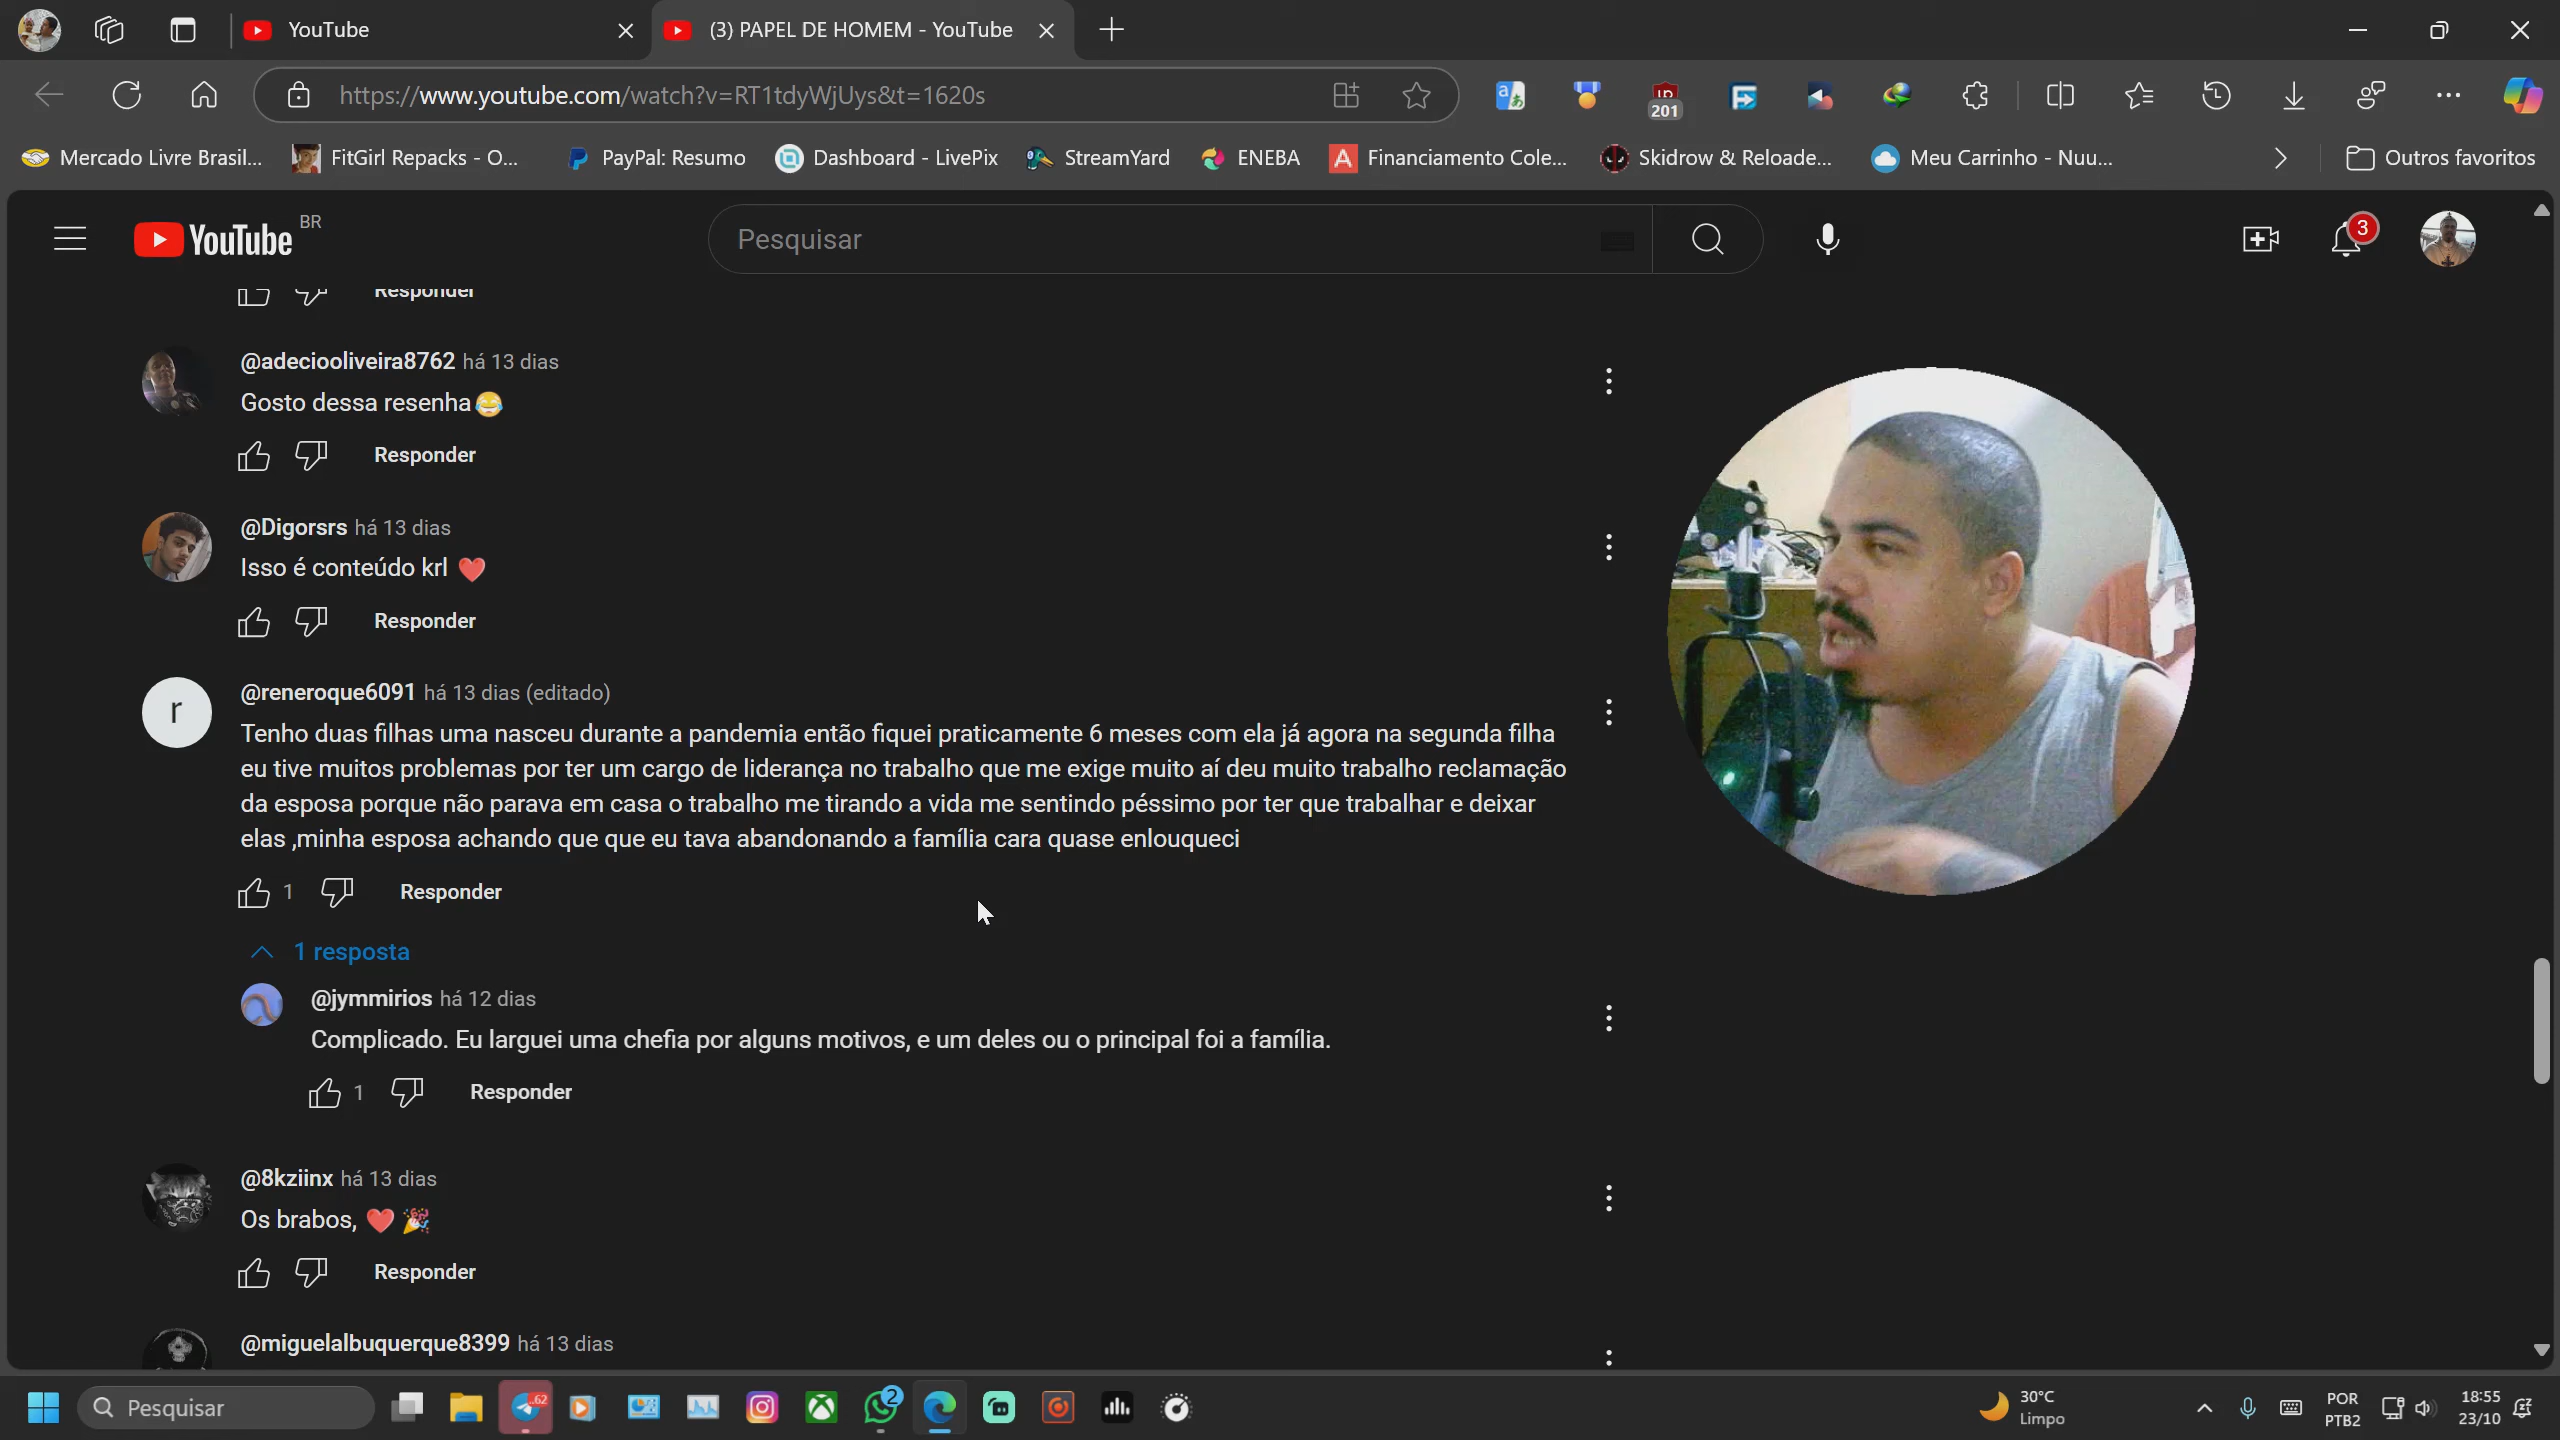 YouTube
(3) PAPEL DE HOMEM - YouTube
https://www.youtube.com/watch?v=RT1tdyWjUys&t=1620s
201
Mercado Livre Brasil...
FitGirl Repacks - O...
PayPal: Resumo
Dashboard - LivePix
StreamYard
ENEBA
Financiamento Cole...
Skidrow & Reloade...
Meu Carrinho - Nuu...
Outros favoritos
YouTube BR
Pesquisar
3
Responder
@adeciooliveira8762 há 13 dias
Gosto dessa resenha😂
Responder
@Digorsrs há 13 dias
Isso é conteúdo krl ❤️
Responder
r
@reneroque6091 há 13 dias (editado)
Tenho duas filhas uma nasceu durante a pandemia então fiquei praticamente 6 meses com ela já agora na segunda filha
eu tive muitos problemas por ter um cargo de liderança no trabalho que me exige muito aí deu muito trabalho reclamação
da esposa porque não parava em casa o trabalho me tirando a vida me sentindo péssimo por ter que trabalhar e deixar
elas ,minha esposa achando que que eu tava abandonando a família cara quase enlouqueci
1 Responder
1 resposta
@jymmirios há 12 dias
Complicado. Eu larguei uma chefia por alguns motivos, e um deles ou o principal foi a família.
1 Responder
@8kziinx há 13 dias
Os brabos, ❤️ 🎉
Responder
@miguelalbuquerque8399 há 13 dias
Pesquisar
62
2
30°C
Limpo
POR
PTB2
18:55
23/10